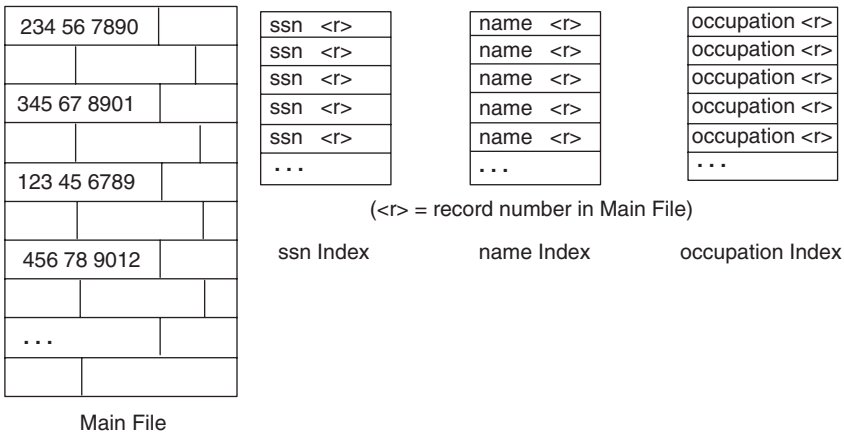 234 56 7890
345 67 8901
123 45 6789
456 78 9012
. . .
Main File
ssn <r>
ssn <r>
ssn <r>
ssn <r>
ssn <r>
. . .
name <r>
name <r>
name <r>
name <r>
name <r>
. . .
occupation <r>
occupation <r>
occupation <r>
occupation <r>
occupation <r>
. . .
(<r> = record number in Main File)
ssn Index
name Index
occupation Index